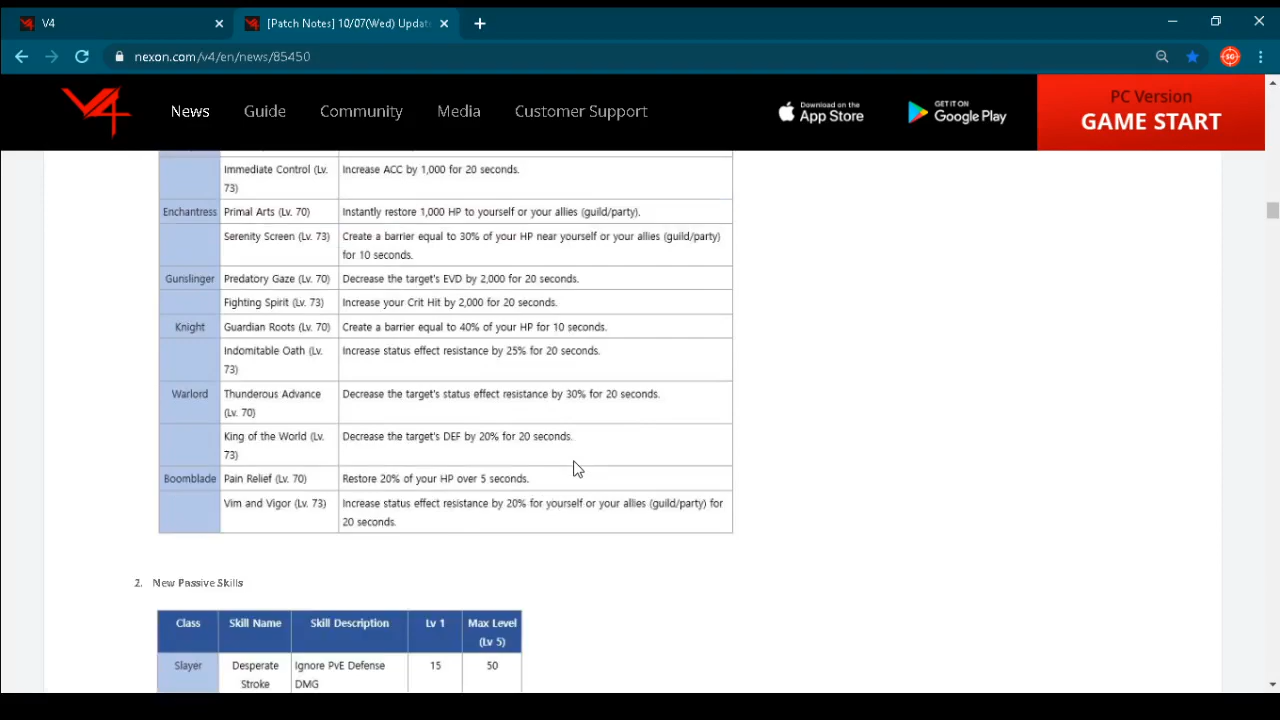 V4
[Patch Notes] 10/07(Wed) Updat
nexon.com/v4/en/news/85450
V4
News
Guide
Community
Media
Customer Support
Download on the
App Store
GET IT ON
Google Play
PC Version
GAME START
Immediate Control (Lv.
73)
Increase ACC by 1,000 for 20 seconds.
Enchantress
Primal Arts (Lv. 70)
Instantly restore 1,000 HP to yourself or your allies (guild/party).
Serenity Screen (Lv. 73)
Create a barrier equal to 30% of your HP near yourself or your allies (guild/party)
for 10 seconds.
Gunslinger
Predatory Gaze (Lv. 70)
Decrease the target's EVD by 2,000 for 20 seconds.
Fighting Spirit (Lv. 73)
Increase your Crit Hit by 2,000 for 20 seconds.
Knight
Guardian Roots (Lv. 70)
Create a barrier equal to 40% of your HP for 10 seconds.
Indomitable Oath (Lv.
73)
Increase status effect resistance by 25% for 20 seconds.
Warlord
Thunderous Advance
(Lv. 70)
Decrease the target's status effect resistance by 30% for 20 seconds.
King of the World (Lv.
73)
Decrease the target's DEF by 20% for 20 seconds.
Boomblade
Pain Relief (Lv. 70)
Restore 20% of your HP over 5 seconds.
Vim and Vigor (Lv. 73)
Increase status effect resistance by 20% for yourself or your allies (guild/party) for
20 seconds.
2. New Passive Skills
Class
Skill Name
Skill Description
Lv 1
Max Level
(Lv 5)
Slayer
Desperate
Stroke
Ignore PvE Defense
DMG
15
50